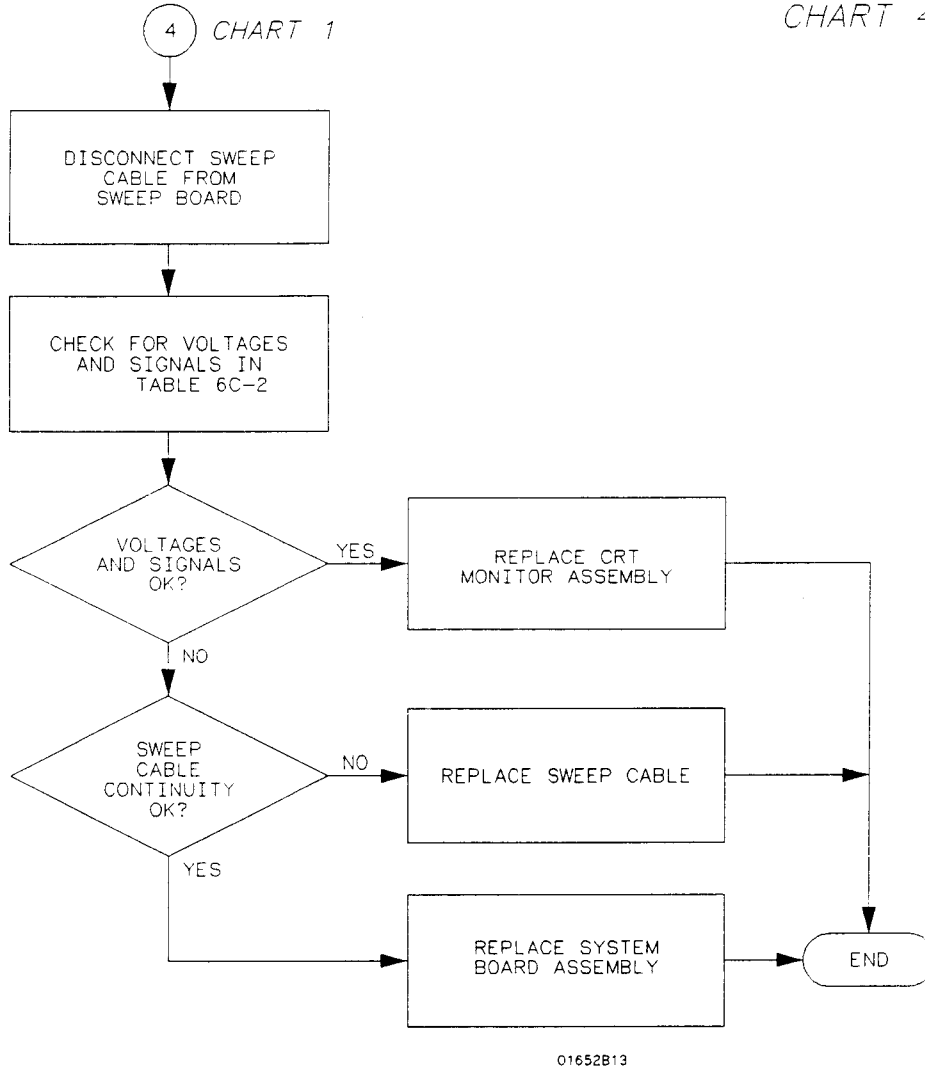 4 CHART 1
CHART 4
DISCONNECT SWEEP
CABLE FROM
SWEEP BOARD
CHECK FOR VOLTAGES
AND SIGNALS IN
TABLE 6C-2
VOLTAGES
AND SIGNALS
OK?
YES
REPLACE CRT
MONITOR ASSEMBLY
NO
SWEEP
CABLE
CONTINUITY
OK?
NO
REPLACE SWEEP CABLE
YES
REPLACE SYSTEM
BOARD ASSEMBLY
END
01652B13